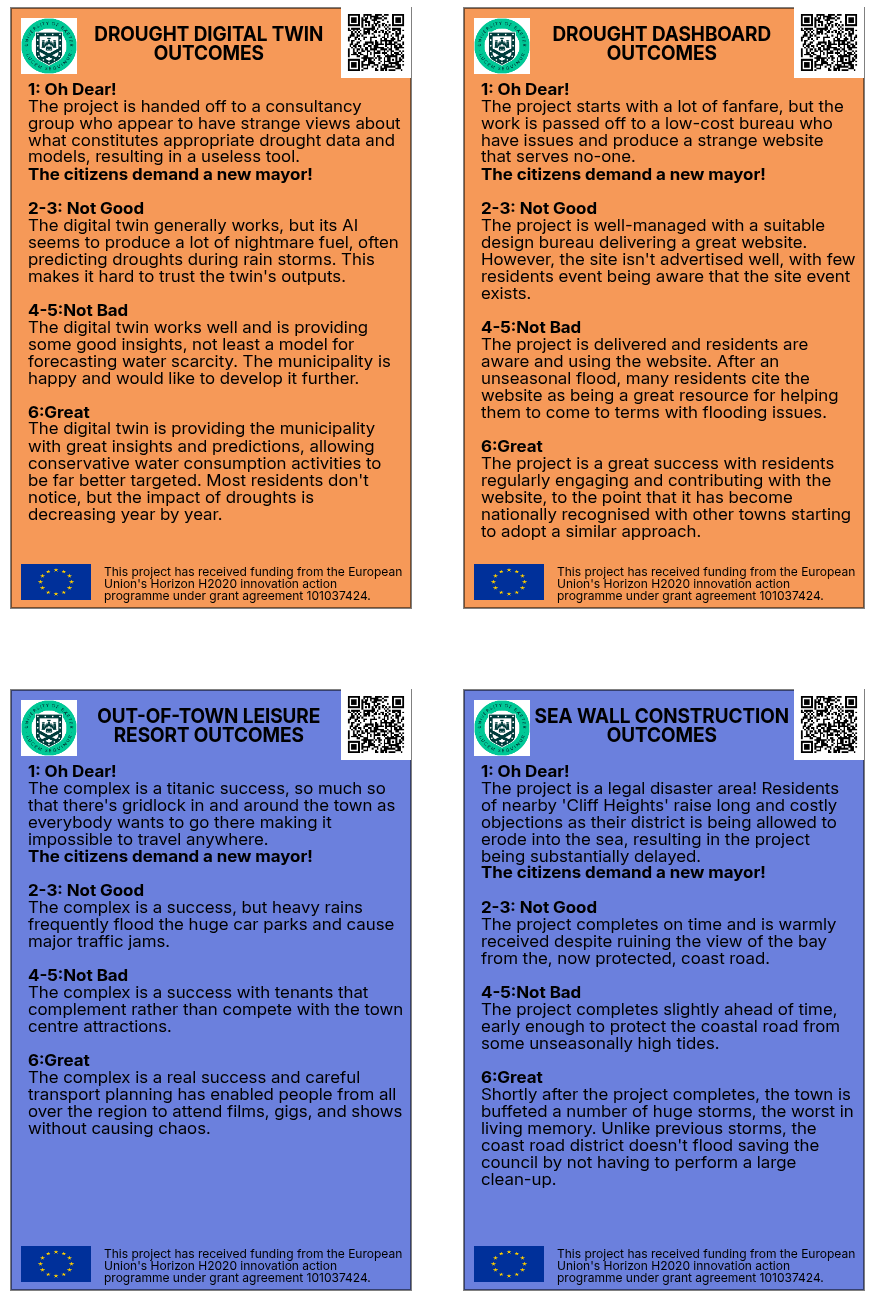 UNIVERSITY OF EXETER
LUCEM SEQUIMUR
DROUGHT DIGITAL TWIN
OUTCOMES
1: Oh Dear!
The project is handed off to a consultancy
group who appear to have strange views about
what constitutes appropriate drought data and
models, resulting in a useless tool.
The citizens demand a new mayor!
2-3: Not Good
The digital twin generally works, but its AI
seems to produce a lot of nightmare fuel, often
predicting droughts during rain storms. This
makes it hard to trust the twin's outputs.
4-5:Not Bad
The digital twin works well and is providing
some good insights, not least a model for
forecasting water scarcity. The municipality is
happy and would like to develop it further.
6:Great
The digital twin is providing the municipality
with great insights and predictions, allowing
conservative water consumption activities to
be far better targeted. Most residents don't
notice, but the impact of droughts is
decreasing year by year.
This project has received funding from the European
Union's Horizon H2020 innovation action
programme under grant agreement 101037424.
UNIVERSITY OF EXETER
LUCEM SEQUIMUR
DROUGHT DASHBOARD
OUTCOMES
1: Oh Dear!
The project starts with a lot of fanfare, but the
work is passed off to a low-cost bureau who
have issues and produce a strange website
that serves no-one.
The citizens demand a new mayor!
2-3: Not Good
The project is well-managed with a suitable
design bureau delivering a great website.
However, the site isn't advertised well, with few
residents event being aware that the site event
exists.
4-5:Not Bad
The project is delivered and residents are
aware and using the website. After an
unseasonal flood, many residents cite the
website as being a great resource for helping
them to come to terms with flooding issues.
6:Great
The project is a great success with residents
regularly engaging and contributing with the
website, to the point that it has become
nationally recognised with other towns starting
to adopt a similar approach.
This project has received funding from the European
Union's Horizon H2020 innovation action
programme under grant agreement 101037424.
UNIVERSITY OF EXETER
LUCEM SEQUIMUR
OUT-OF-TOWN LEISURE
RESORT OUTCOMES
1: Oh Dear!
The complex is a titanic success, so much so
that there's gridlock in and around the town as
everybody wants to go there making it
impossible to travel anywhere.
The citizens demand a new mayor!
2-3: Not Good
The complex is a success, but heavy rains
frequently flood the huge car parks and cause
major traffic jams.
4-5:Not Bad
The complex is a success with tenants that
complement rather than compete with the town
centre attractions.
6:Great
The complex is a real success and careful
transport planning has enabled people from all
over the region to attend films, gigs, and shows
without causing chaos.
This project has received funding from the European
Union's Horizon H2020 innovation action
programme under grant agreement 101037424.
UNIVERSITY OF EXETER
LUCEM SEQUIMUR
SEA WALL CONSTRUCTION
OUTCOMES
1: Oh Dear!
The project is a legal disaster area! Residents
of nearby 'Cliff Heights' raise long and costly
objections as their district is being allowed to
erode into the sea, resulting in the project
being substantially delayed.
The citizens demand a new mayor!
2-3: Not Good
The project completes on time and is warmly
received despite ruining the view of the bay
from the, now protected, coast road.
4-5:Not Bad
The project completes slightly ahead of time,
early enough to protect the coastal road from
some unseasonally high tides.
6:Great
Shortly after the project completes, the town is
buffeted a number of huge storms, the worst in
living memory. Unlike previous storms, the
coast road district doesn't flood saving the
council by not having to perform a large
clean-up.
This project has received funding from the European
Union's Horizon H2020 innovation action
programme under grant agreement 101037424.